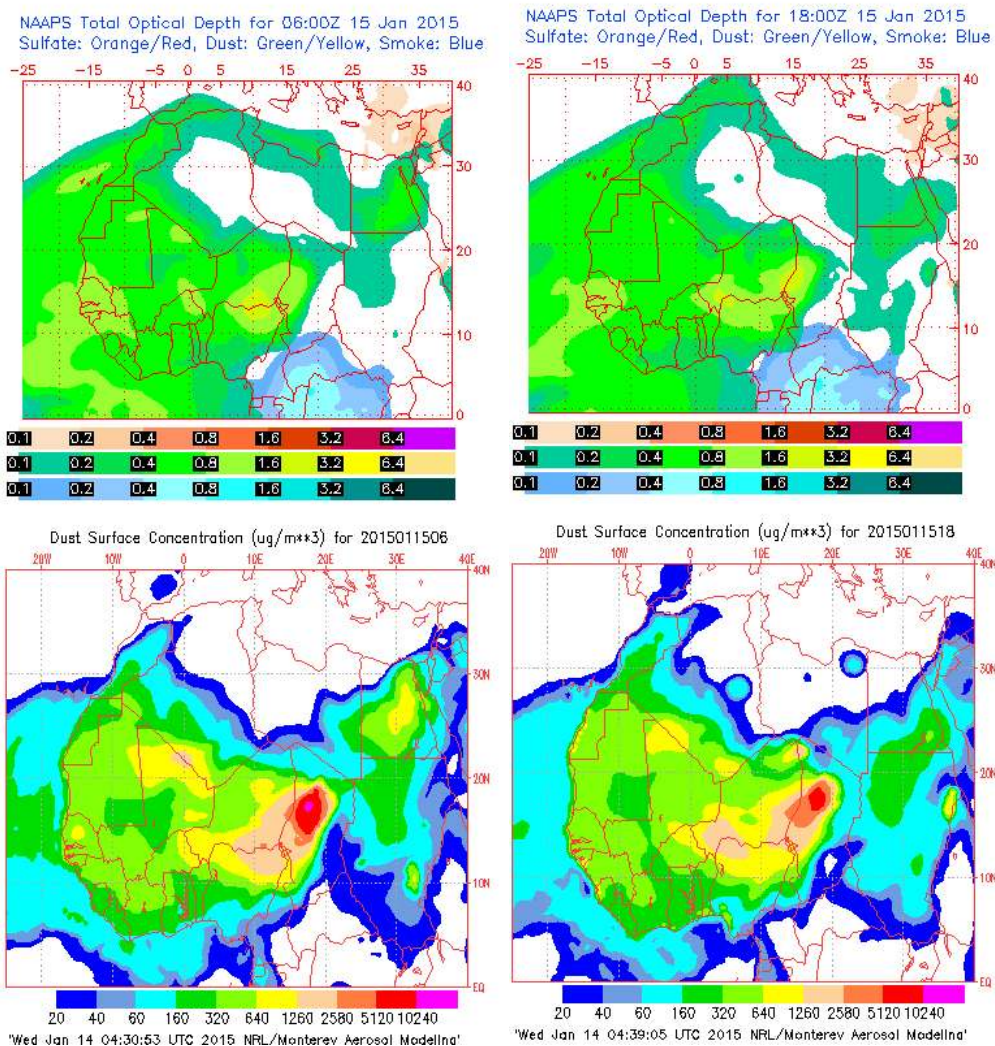 NAAPS Total Optical Depth for 06:00Z 15 Jan 2015
Sulfate: Orange/Red, Dust: Green/Yellow, Smoke: Blue
-25 -15 -5 0 5 15 25 35
40
30
20
10
0
0.1 0.2 0.4 0.8 1.6 3.2 6.4
0.1 0.2 0.4 0.8 1.6 3.2 6.4
0.1 0.2 0.4 0.8 1.6 3.2 6.4
NAAPS Total Optical Depth for 18:00Z 15 Jan 2015
Sulfate: Orange/Red, Dust: Green/Yellow, Smoke: Blue
-25 -15 -5 0 5 15 25 35
40
30
20
10
0
0.1 0.2 0.4 0.8 1.6 3.2 6.4
0.1 0.2 0.4 0.8 1.6 3.2 6.4
0.1 0.2 0.4 0.8 1.6 3.2 6.4
Dust Surface Concentration (ug/m**3) for 2015011506
20W 10W 0 10E 20E 30E 40E
40N
30N
20N
10N
EQ
20 40 60 160 320 640 1260 2580 5120 10240
'Wed Jan 14 04:30:53 UTC 2015 NRL/Monterey Aerosol Modeling'
Dust Surface Concentration (ug/m**3) for 2015011518
20W 10W 0 10E 20E 30E 40E
40N
30N
20N
10N
EQ
20 40 60 160 320 640 1260 2580 5120 10240
'Wed Jan 14 04:39:05 UTC 2015 NRL/Monterey Aerosol Modeling'